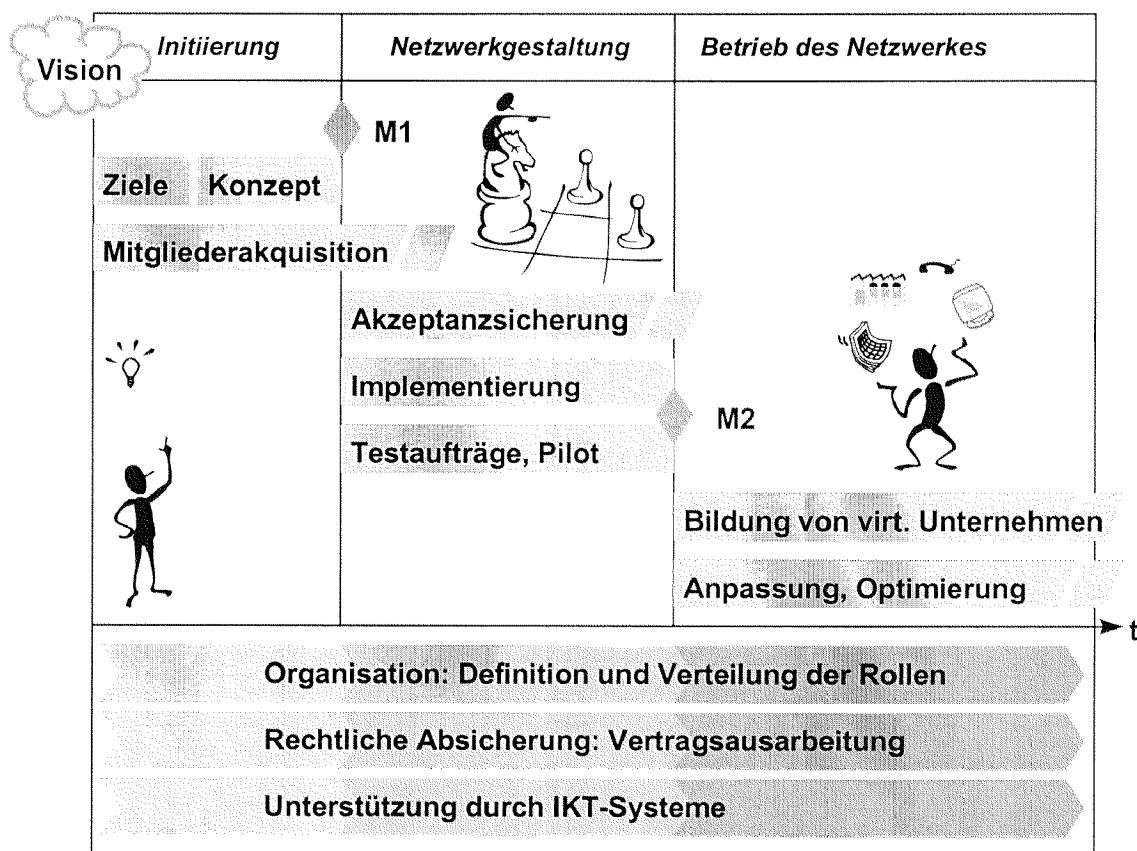 Vision
Initiierung
Netzwerkgestaltung
Betrieb des Netzwerkes
M1
Ziele
Konzept
Mitgliederakquisition
Akzeptanzsicherung
Implementierung
M2
Testaufträge, Pilot
Bildung von virt. Unternehmen
Anpassung, Optimierung
t
Organisation: Definition und Verteilung der Rollen
Rechtliche Absicherung: Vertragsausarbeitung
Unterstützung durch IKT-Systeme